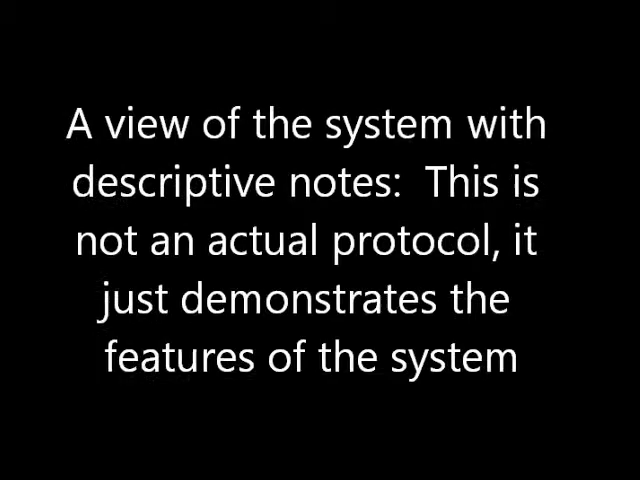 A view of the system with
descriptive notes:  This is
not an actual protocol, it
just demonstrates the
features of the system